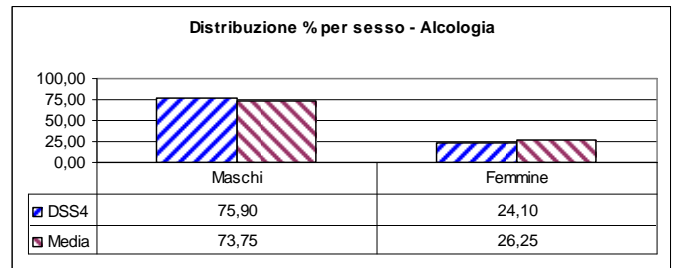 Distribuzione % per sesso - Alcologia
100,00
75,00
50,00
25,00
0,00
Maschi Femmine
DSS4 75,90 24,10
Media 73,75 26,25